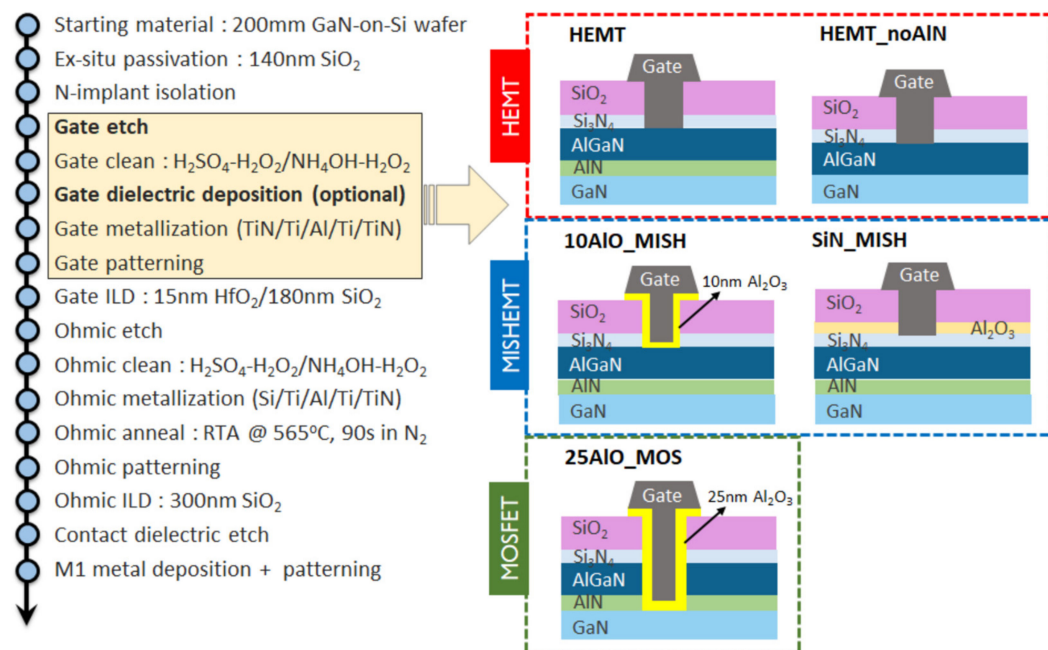 Starting material : 200mm GaN-on-Si wafer
Ex-situ passivation : 140nm SiO₂
N-implant isolation
Gate etch
Gate clean : H₂SO₄-H₂O₂/NH₄OH-H₂O₂
Gate dielectric deposition (optional)
Gate metallization (TiN/Ti/Al/Ti/TiN)
Gate patterning
Gate ILD : 15nm HfO₂/180nm SiO₂
Ohmic etch
Ohmic clean : H₂SO₄-H₂O₂/NH₄OH-H₂O₂
Ohmic metallization (Si/Ti/Al/Ti/TiN)
Ohmic anneal : RTA @ 565ºC, 90s in N₂
Ohmic patterning
Ohmic ILD : 300nm SiO₂
Contact dielectric etch
M1 metal deposition + patterning
HEMT
HEMT
Gate
SiO₂
Si₃N₄
AlGaN
AlN
GaN
HEMT_noAlN
Gate
SiO₂
Si₃N₄
AlGaN
GaN
MISHEMT
10AlO_MISH
Gate
10nm Al₂O₃
SiO₂
Si₃N₄
AlGaN
AlN
GaN
SiN_MISH
Gate
SiO₂
Al₂O₃
Si₃N₄
AlGaN
AlN
GaN
MOSFET
25AlO_MOS
Gate
25nm Al₂O₃
SiO₂
Si₃N₄
AlGaN
AlN
GaN